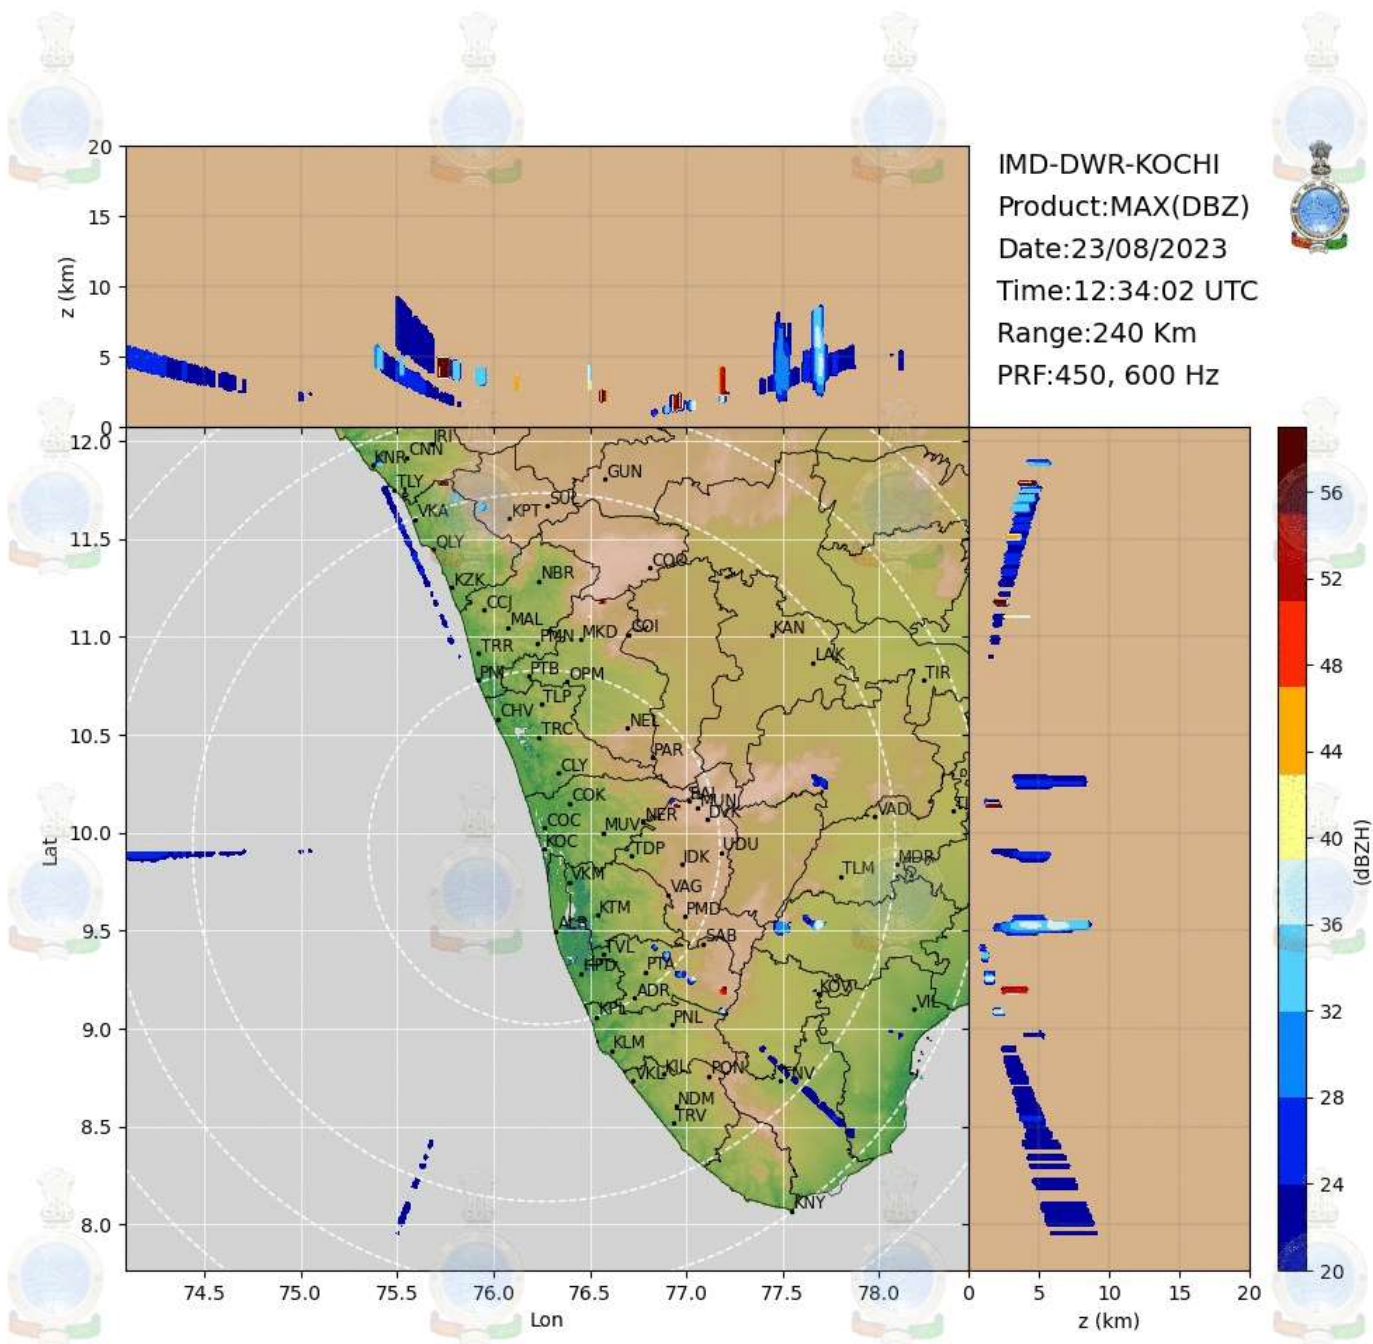 IMD-DWR-KOCHI
Product:MAX(DBZ)
Date:23/08/2023
Time:12:34:02 UTC
Range:240 Km
PRF:450, 600 Hz
20
15
10
5
0
z (km)
12.0
11.5
11.0
10.5
10.0
9.5
9.0
8.5
8.0
Lat
JRI
CNN
KNR
GUN
TLY
SUL
VKA
KPT
QLY
COO
NBR
KZK
CCJ
MAL
COI
KAN
PMN
MKD
TRR
LAK
PNI
PTB
OPM
TIR
TLP
CHV
NEL
TRC
PAR
CLY
COK
MUN
VAD
COC
NER
DVK
MUV
KOC
TDP
UDU
IDK
MDR
TLM
VKM
VAG
KTM
PMD
ALP
SAB
TVL
PTA
HPD
ADR
KOV
KPL
VIL
PNL
KLM
VKL
KIL
PON
TNV
NDM
TRV
KNY
74.5
75.0
75.5
76.0
76.5
77.0
77.5
78.0
Lon
0
5
10
15
20
z (km)
56
52
48
44
40
36
32
28
24
20
(dBZH)